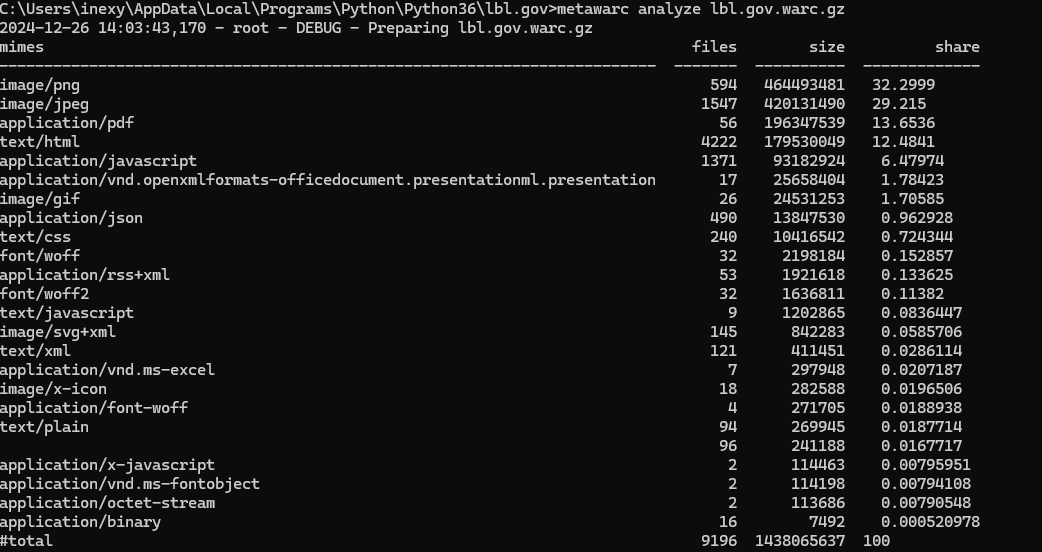 C:\Users\inexy\AppData\Local\Programs\Python\Python36\lbl.gov>metawarc analyze lbl.gov.warc.gz
2024-12-26 14:03:43,170 - root - DEBUG - Preparing lbl.gov.warc.gz
mimes files size share
------------------------------------------------------------------------- ------- ---------- -------------
image/png 594 464493481 32.2999
image/jpeg 1547 420131490 29.215
application/pdf 56 196347539 13.6536
text/html 4222 179530049 12.4841
application/javascript 1371 93182924 6.47974
application/vnd.openxmlformats-officedocument.presentationml.presentation 17 25658404 1.78423
image/gif 26 24531253 1.70585
application/json 490 13847530 0.962928
text/css 240 10416542 0.724344
font/woff 32 2198184 0.152857
application/rss+xml 53 1921618 0.133625
font/woff2 32 1636811 0.11382
text/javascript 9 1202865 0.0836447
image/svg+xml 145 842283 0.0585706
text/xml 121 411451 0.0286114
application/vnd.ms-excel 7 297948 0.0207187
image/x-icon 18 282588 0.0196506
application/font-woff 4 271705 0.0188938
text/plain 94 269945 0.0187714
96 241188 0.0167717
application/x-javascript 2 114463 0.00795951
application/vnd.ms-fontobject 2 114198 0.00794108
application/octet-stream 2 113686 0.00790548
application/binary 16 7492 0.000520978
#total 9196 1438065637 100